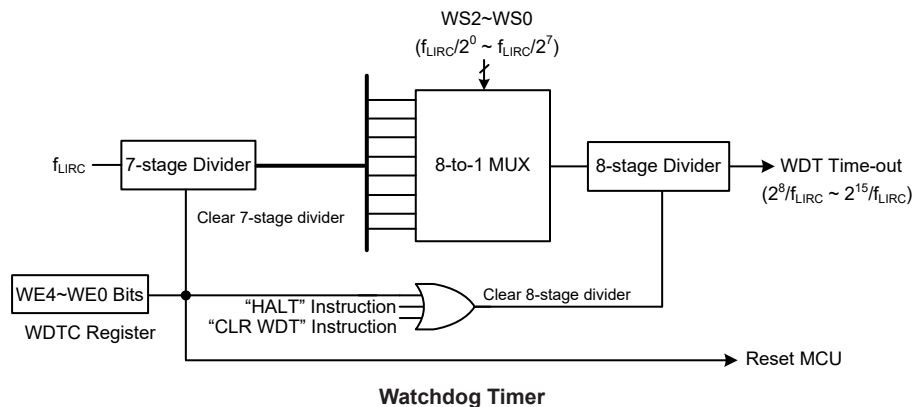 WS2~WS0
(fLIRC/2⁰ ~ fLIRC/2⁷)
fLIRC
7-stage Divider
8-to-1 MUX
8-stage Divider
WDT Time-out
(2⁸/fLIRC ~ 2¹⁵/fLIRC)
Clear 7-stage divider
WE4~WE0 Bits
WDTC Register
“HALT” Instruction
“CLR WDT” Instruction
Clear 8-stage divider
Reset MCU
Watchdog Timer